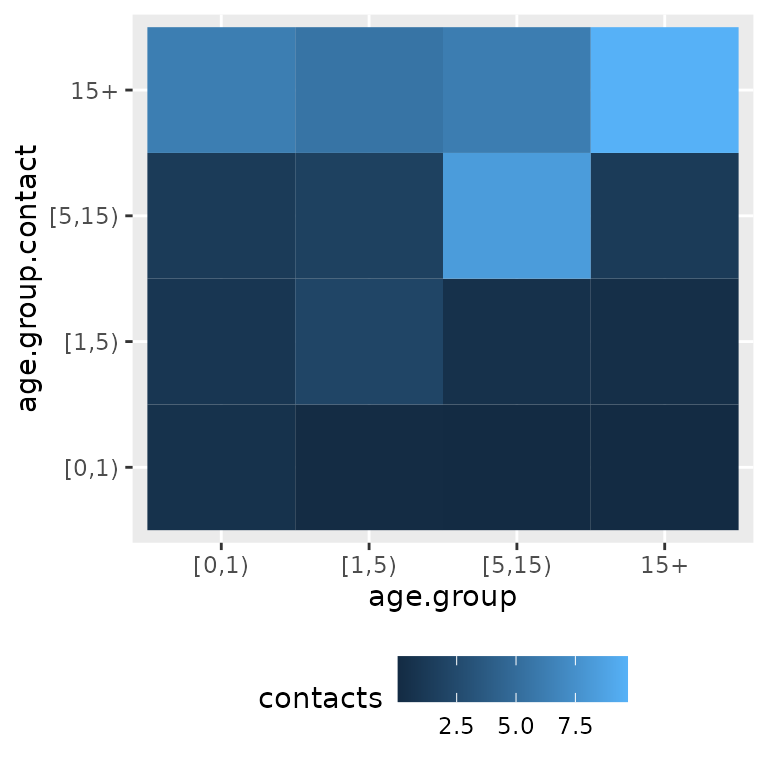 15+
[5,15)
[1,5)
[0,1)
age.group.contact
[0,1) [1,5) [5,15) 15+
age.group
contacts
2.5 5.0 7.5